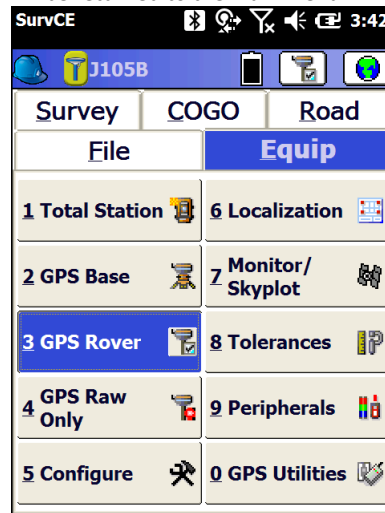 SurvCE 3:42
J105B
Survey COGO Road
File Equip
1 Total Station 6 Localization
2 GPS Base 7 Monitor/
Skyplot
3 GPS Rover 8 Tolerances
4 GPS Raw
Only 9 Peripherals
5 Configure 0 GPS Utilities